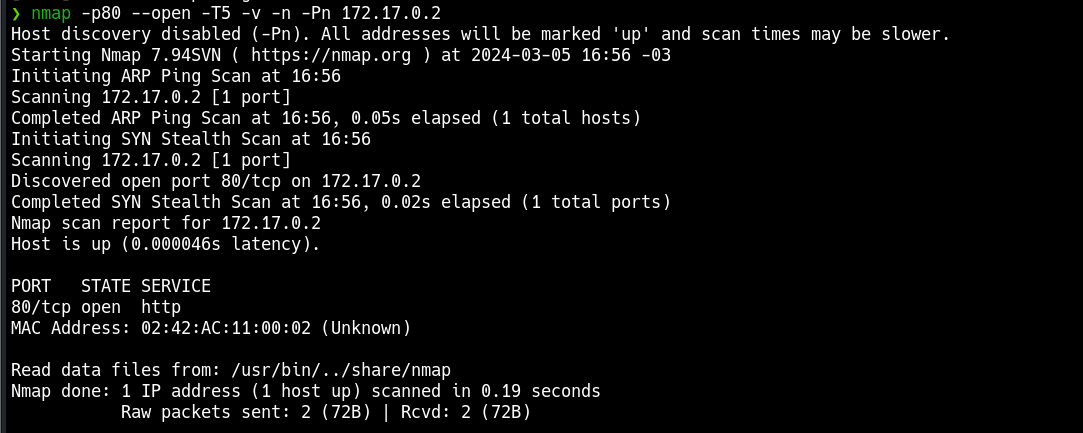 ❯ nmap -p80 --open -T5 -v -n -Pn 172.17.0.2
Host discovery disabled (-Pn). All addresses will be marked 'up' and scan times may be slower.
Starting Nmap 7.94SVN ( https://nmap.org ) at 2024-03-05 16:56 -03
Initiating ARP Ping Scan at 16:56
Scanning 172.17.0.2 [1 port]
Completed ARP Ping Scan at 16:56, 0.05s elapsed (1 total hosts)
Initiating SYN Stealth Scan at 16:56
Scanning 172.17.0.2 [1 port]
Discovered open port 80/tcp on 172.17.0.2
Completed SYN Stealth Scan at 16:56, 0.02s elapsed (1 total ports)
Nmap scan report for 172.17.0.2
Host is up (0.000046s latency).
PORT   STATE SERVICE
80/tcp open  http
MAC Address: 02:42:AC:11:00:02 (Unknown)
Read data files from: /usr/bin/../share/nmap
Nmap done: 1 IP address (1 host up) scanned in 0.19 seconds
Raw packets sent: 2 (72B) | Rcvd: 2 (72B)